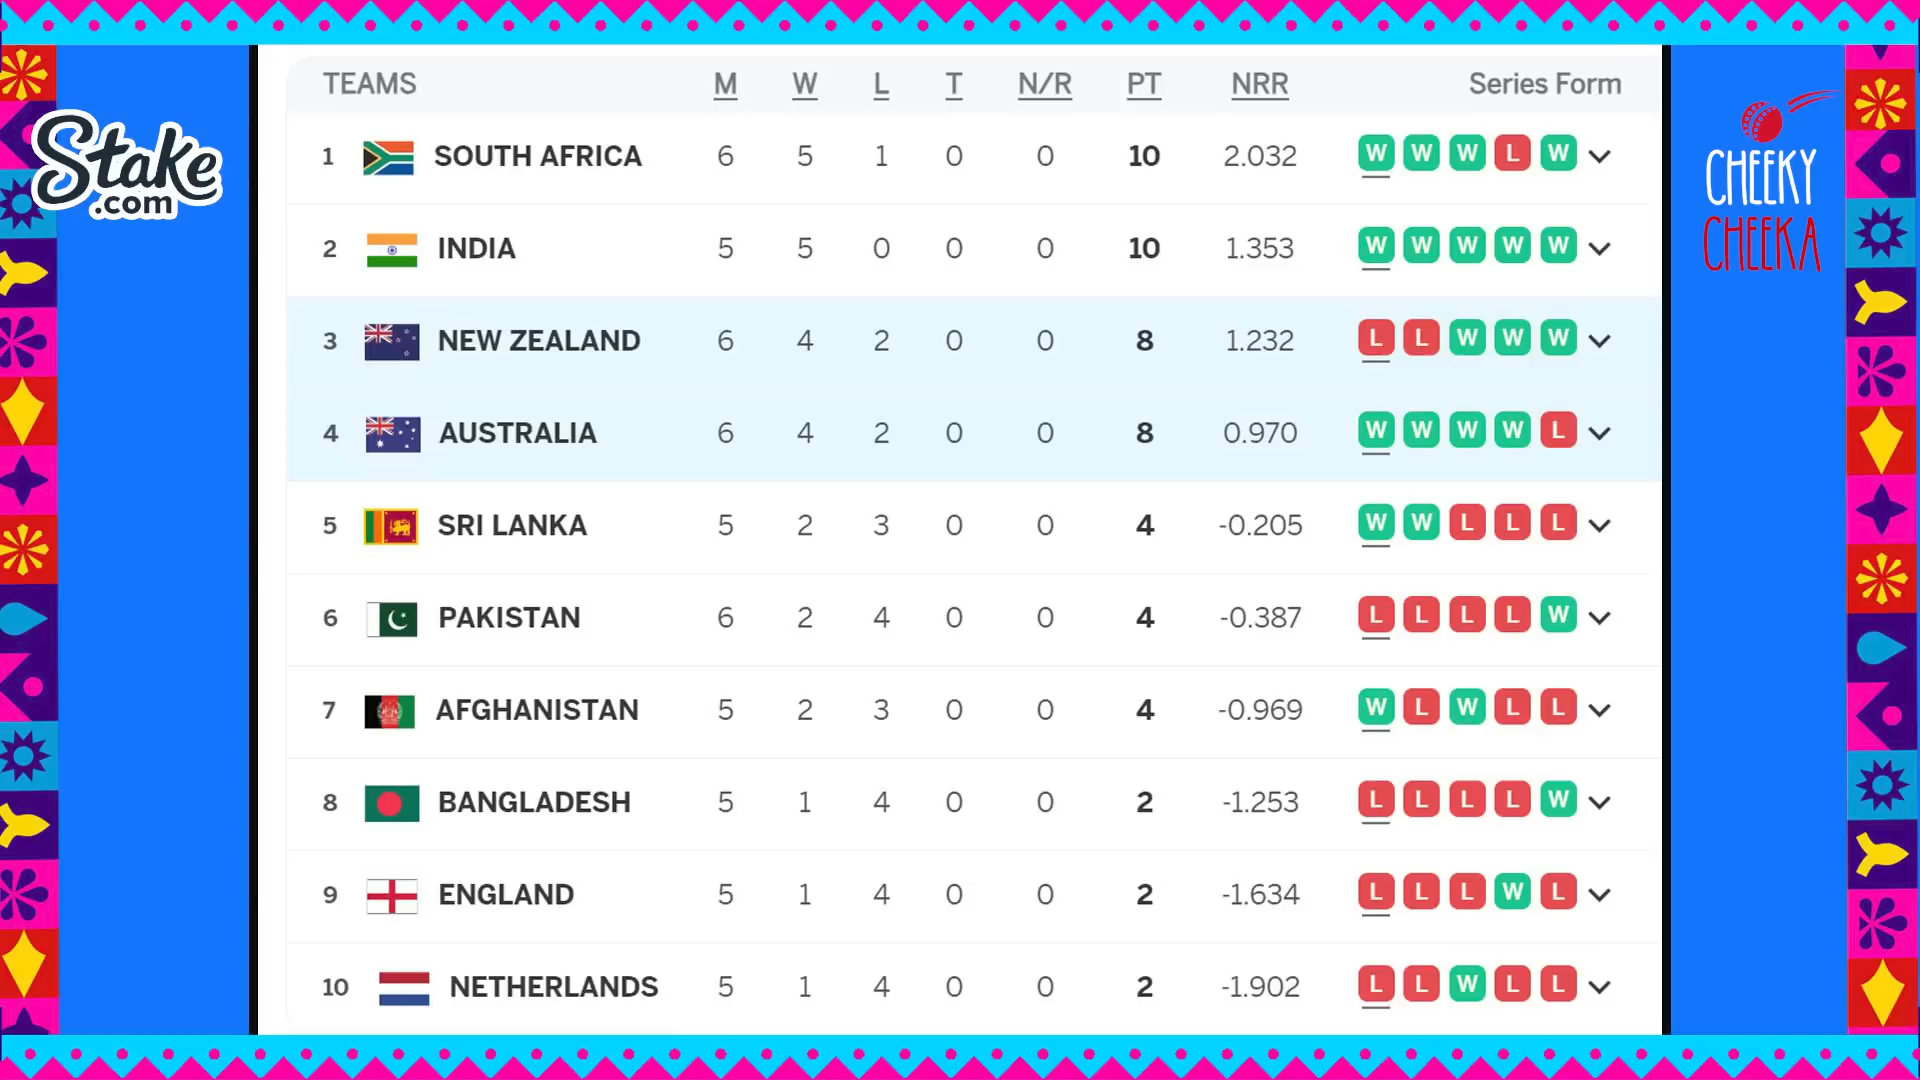 Stake
.com
CHEEKY
CHEEKA
TEAMS M W L T N/R PT NRR Series Form
1 SOUTH AFRICA 6 5 1 0 0 10 2.032 W W W L W
2 INDIA 5 5 0 0 0 10 1.353 W W W W W
3 NEW ZEALAND 6 4 2 0 0 8 1.232 L L W W W
4 AUSTRALIA 6 4 2 0 0 8 0.970 W W W W L
5 SRI LANKA 5 2 3 0 0 4 -0.205 W W L L L
6 PAKISTAN 6 2 4 0 0 4 -0.387 L L L L W
7 AFGHANISTAN 5 2 3 0 0 4 -0.969 W L W L L
8 BANGLADESH 5 1 4 0 0 2 -1.253 L L L L W
9 ENGLAND 5 1 4 0 0 2 -1.634 L L L W L
10 NETHERLANDS 5 1 4 0 0 2 -1.902 L L W L L